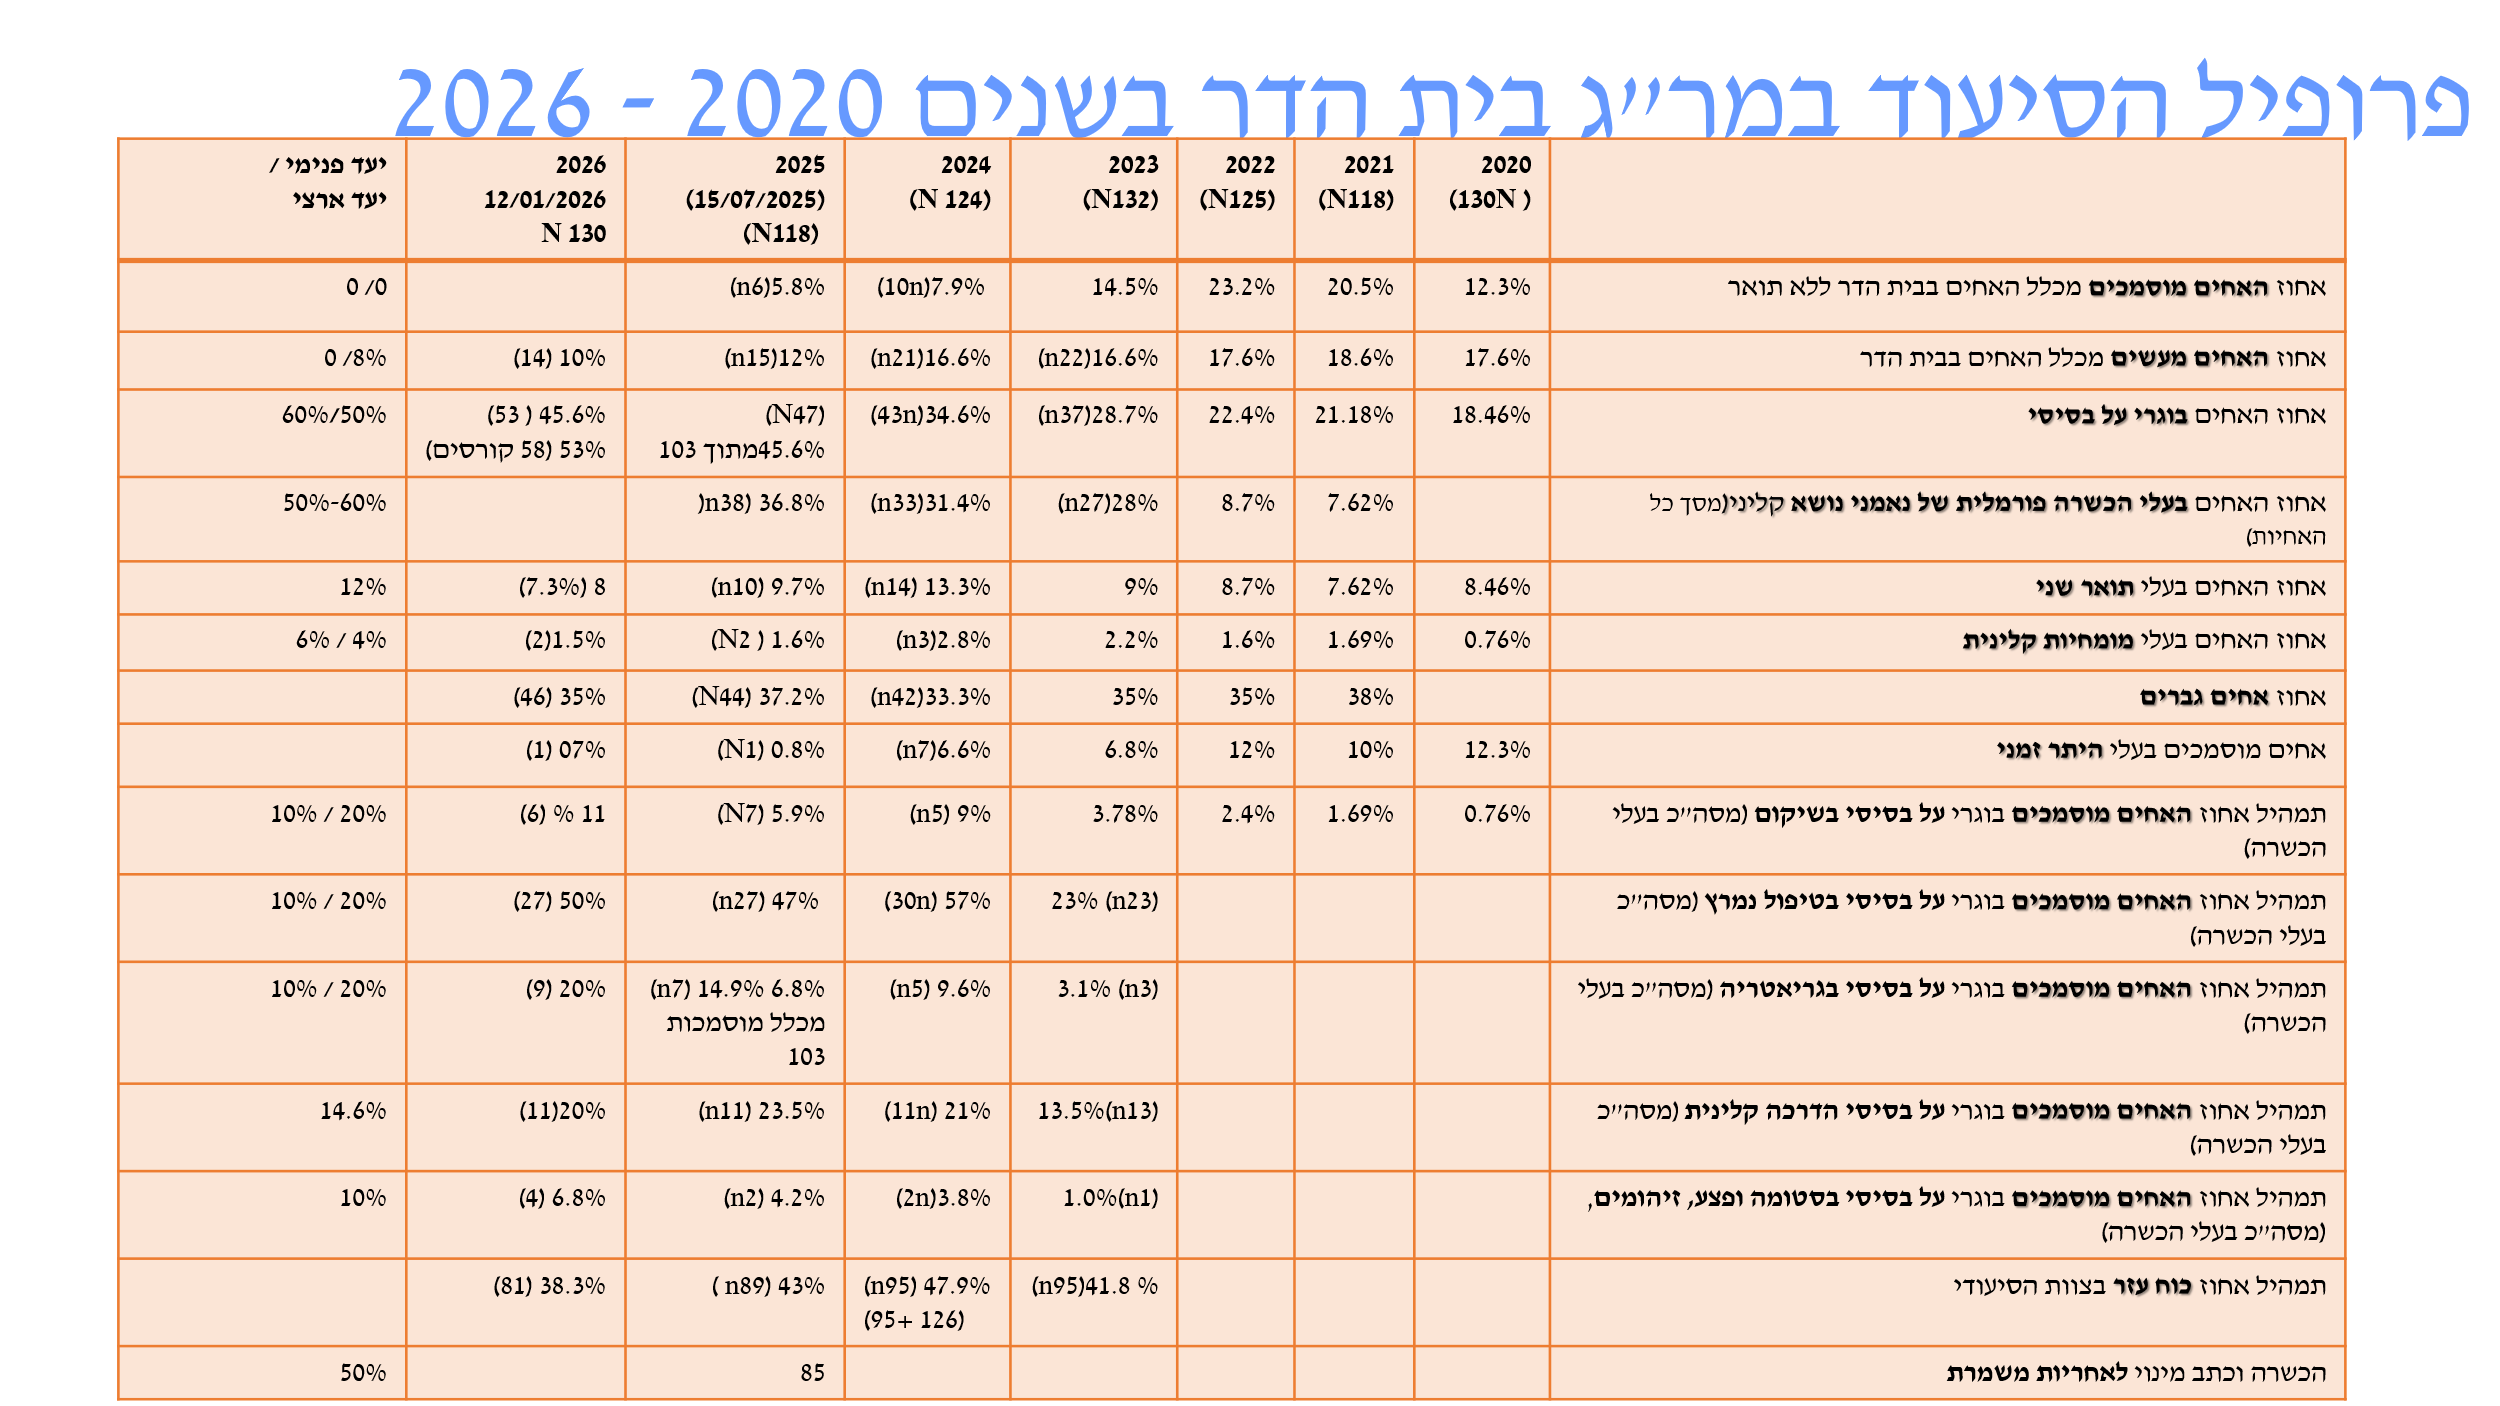 פרופיל הסיעוד במר״ג בית הדר בשנים 2020 - 2026
2020
(130N )
2021
(N118)
2022
(N125)
2023
(N132)
2024
(N 124)
2025
(15/07/2025)
(N118)
2026
12/01/2026
N 130
יעד פנימי /
יעד ארצי
אחוז האחים מוסמכים מכלל האחים בבית הדר ללא תואר
12.3%
20.5%
23.2%
14.5%
(10n)7.9%
(n6)5.8%
0 /0
אחוז האחים מעשים מכלל האחים בבית הדר
17.6%
18.6%
17.6%
(n22)16.6%
(n21)16.6%
(n15)12%
(14) 10%
0 /8%
אחוז האחים בוגרי על בסיסי
18.46%
21.18%
22.4%
(n37)28.7%
(43n)34.6%
(N47)
45.6%מתוך 103
(53 ) 45.6%
53% (58 קורסים)
60%/50%
אחוז האחים בעלי הכשרה פורמלית של נאמני נושא קליני(מסך כל
האחיות)
7.62%
8.7%
(n27)28%
(n33)31.4%
)n38) 36.8%
50%-60%
אחוז האחים בעלי תואר שני
8.46%
7.62%
8.7%
9%
(n14) 13.3%
(n10) 9.7%
(7.3%) 8
12%
אחוז האחים בעלי מומחיות קלינית
0.76%
1.69%
1.6%
2.2%
(n3)2.8%
(N2 ) 1.6%
(2)1.5%
6% / 4%
אחוז אחים גברים
38%
35%
35%
(n42)33.3%
(N44) 37.2%
(46) 35%
אחים מוסמכים בעלי היתר זמני
12.3%
10%
12%
6.8%
(n7)6.6%
(N1) 0.8%
(1) 07%
תמהיל אחוז האחים מוסמכים בוגרי על בסיסי בשיקום (מסה״כ בעלי
הכשרה)
0.76%
1.69%
2.4%
3.78%
(n5) 9%
(N7) 5.9%
(6) % 11
10% / 20%
תמהיל אחוז האחים מוסמכים בוגרי על בסיסי בטיפול נמרץ (מסה״כ
בעלי הכשרה)
23% (n23)
(30n) 57%
(n27) 47%
(27) 50%
10% / 20%
תמהיל אחוז האחים מוסמכים בוגרי על בסיסי בגריאטריה (מסה״כ בעלי
הכשרה)
3.1% (n3)
(n5) 9.6%
(n7) 14.9% 6.8%
מכלל מוסמכות
103
(9) 20%
10% / 20%
תמהיל אחוז האחים מוסמכים בוגרי על בסיסי הדרכה קלינית (מסה״כ
בעלי הכשרה)
13.5%(n13)
(11n) 21%
(n11) 23.5%
(11)20%
14.6%
תמהיל אחוז האחים מוסמכים בוגרי על בסיסי בסטומה ופצע, זיהומים,
(מסה״כ בעלי הכשרה)
1.0%(n1)
(2n)3.8%
(n2) 4.2%
(4) 6.8%
10%
תמהיל אחוז כוח עזר בצוות הסיעודי
(n95)41.8 %
(n95) 47.9%
(95+ 126)
( n89) 43%
(81) 38.3%
הכשרה וכתב מינוי לאחריות משמרת
85
50%